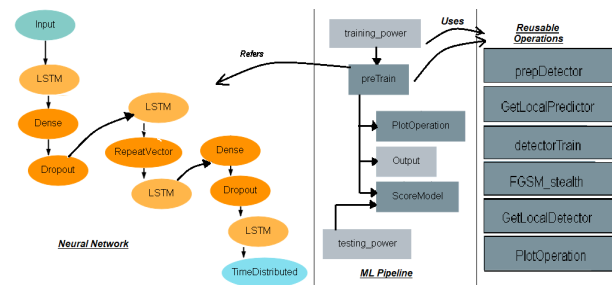 Input
LSTM
Dense
Dropout
LSTM
RepeatVector
LSTM
Dense
Dropout
LSTM
TimeDistributed
Neural Network
Refers
training_power
preTrain
PlotOperation
Output
ScoreModel
testing_power
ML Pipeline
Uses
Reusable
Operations
prepDetector
GetLocalPredictor
detectorTrain
FGSM_stealth
GetLocalDetector
PlotOperation